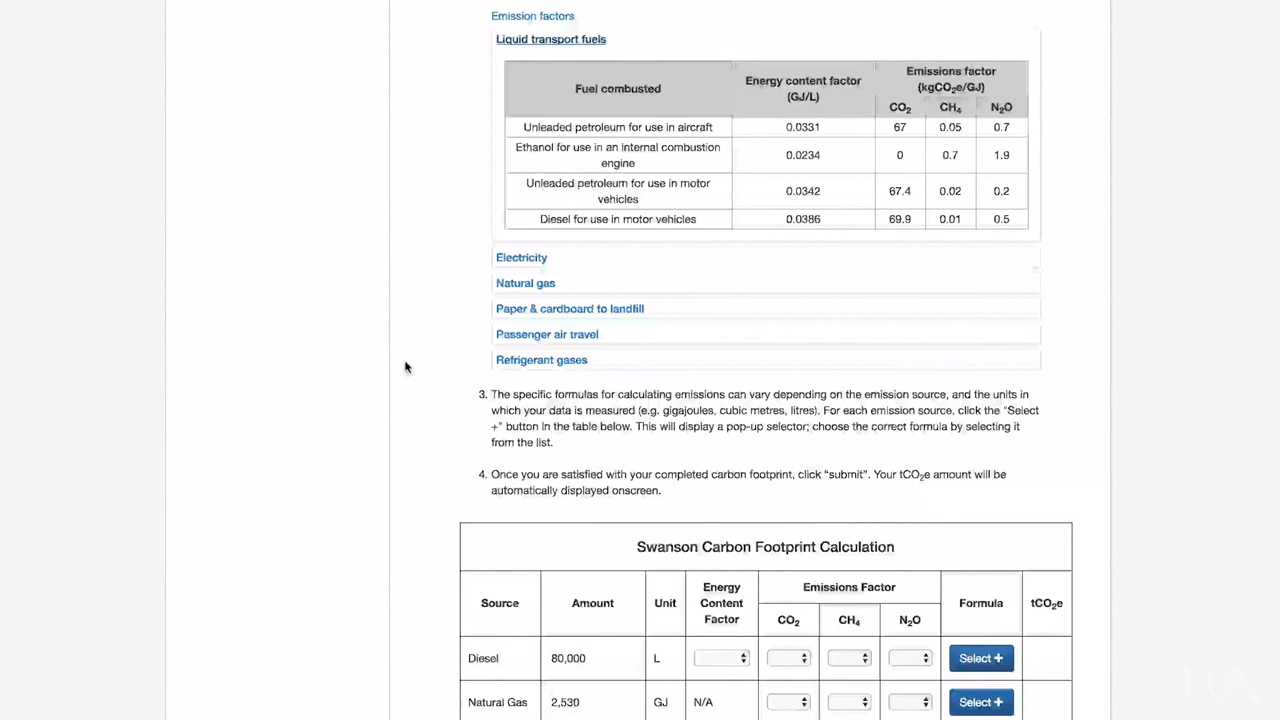 Emission factors
Liquid transport fuels
Fuel combusted
Energy content factor
(GJ/L)
Emissions factor
(kgCO₂e/GJ)
CO₂ CH₄ N₂O
Unleaded petroleum for use in aircraft 0.0331 67 0.05 0.7
Ethanol for use in an internal combustion
engine 0.0234 0 0.7 1.9
Unleaded petroleum for use in motor
vehicles 0.0342 67.4 0.02 0.2
Diesel for use in motor vehicles 0.0386 69.9 0.01 0.5
Electricity
Natural gas
Paper & cardboard to landfill
Passenger air travel
Refrigerant gases
3. The specific formulas for calculating emissions can vary depending on the emission source, and the units in
which your data is measured (e.g. gigajoules, cubic metres, litres). For each emission source, click the "Select
+" button in the table below. This will display a pop-up selector; choose the correct formula by selecting it
from the list.
4. Once you are satisfied with your completed carbon footprint, click “submit”. Your tCO₂e amount will be
automatically displayed onscreen.
Swanson Carbon Footprint Calculation
Source
Amount
Unit
Energy
Content
Factor
Emissions Factor
CO₂ CH₄ N₂O
Formula
tCO₂e
Diesel 80,000 L Select +
Natural Gas 2,530 GJ N/A Select +